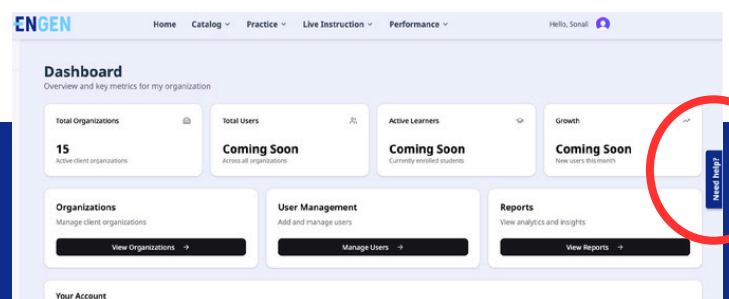 ENGEN
Home Catalog Practice Live Instruction Performance Hello, Sonali
Dashboard
Overview and key metrics for my organization
Total Organizations Total Users Active Learners Growth
15 Coming Soon Coming Soon Coming Soon
Active client organizations Across all organizations Currently enrolled students New users this month
Need help?
Organizations User Management Reports
Manage client organizations Add and manage users View analytics and insights
View Organizations → Manage Users → View Reports →
Your Account